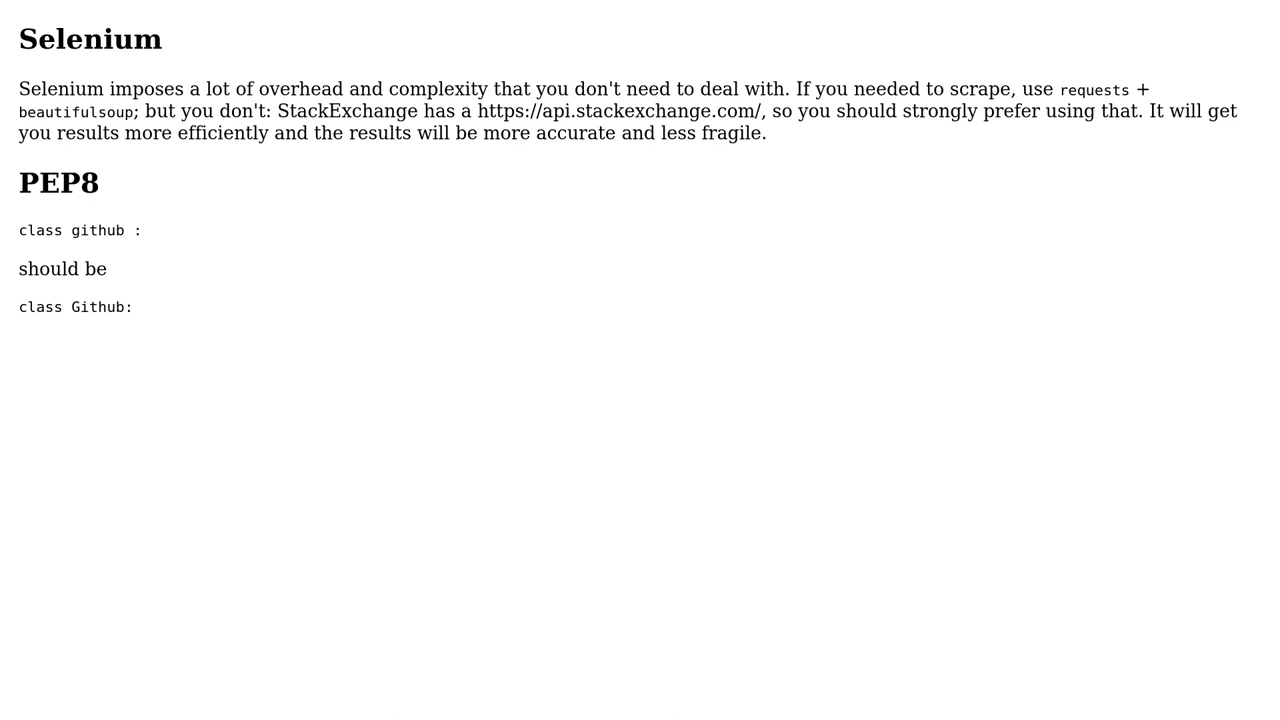 Selenium
Selenium imposes a lot of overhead and complexity that you don't need to deal with. If you needed to scrape, use requests +
beautifulsoup; but you don't: StackExchange has a https://api.stackexchange.com/, so you should strongly prefer using that. It will get
you results more efficiently and the results will be more accurate and less fragile.
PEP8
class github :
should be
class Github: